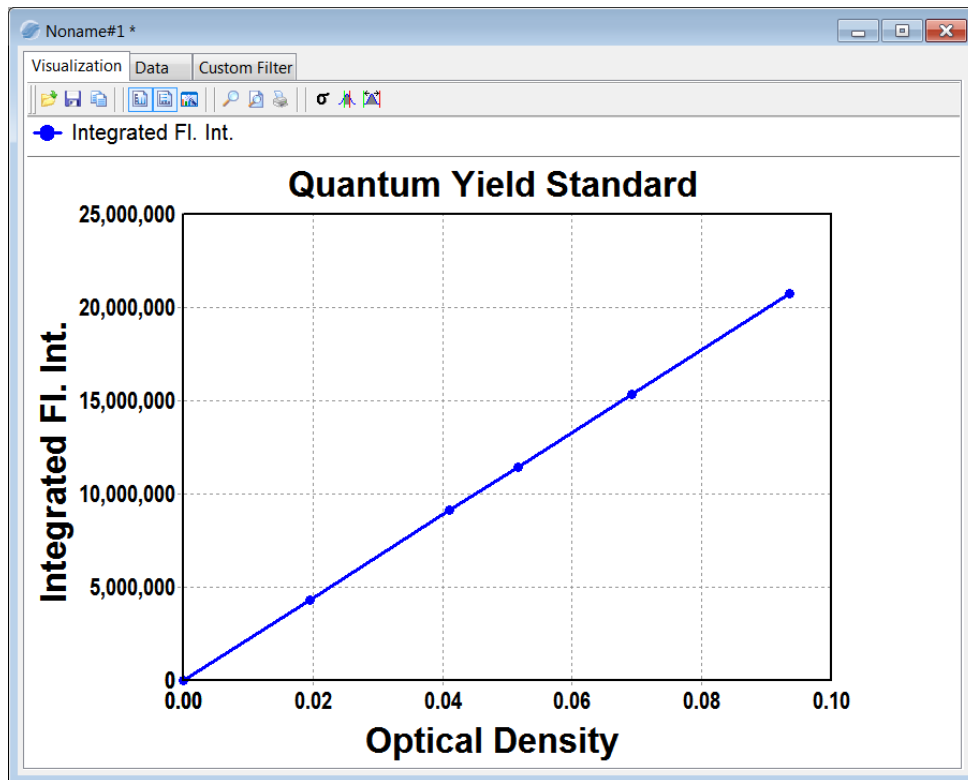 Noname#1 *
Visualization Data Custom Filter
σ
Integrated Fl. Int.
Quantum Yield Standard
25,000,000
20,000,000
15,000,000
10,000,000
5,000,000
0
Integrated Fl. Int.
0.00 0.02 0.04 0.06 0.08 0.10
Optical Density